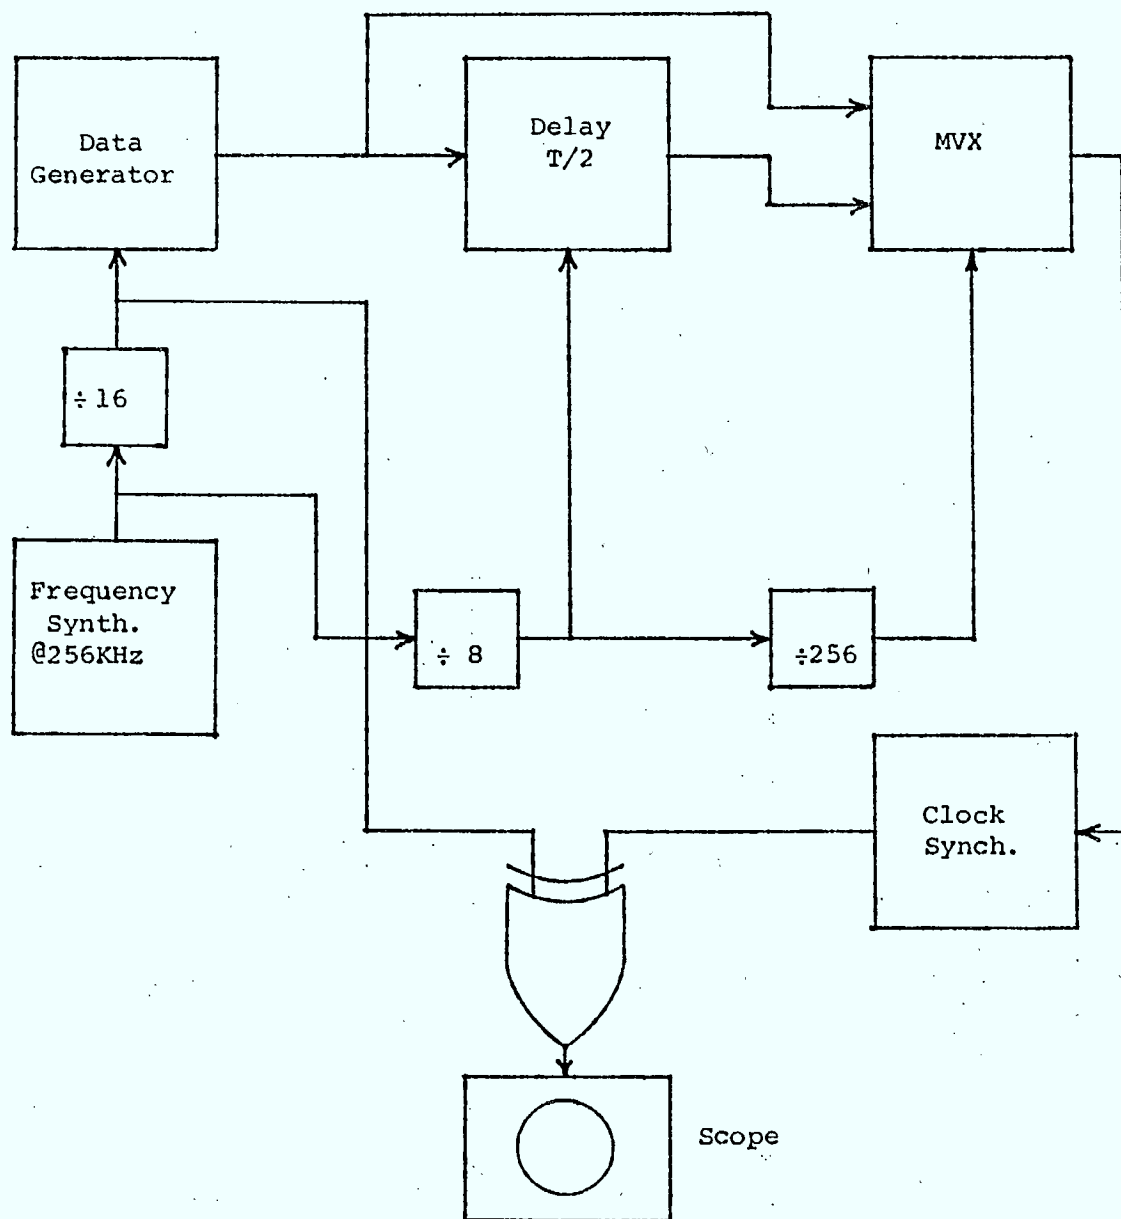 Data
Generator
Delay
T/2
MVX
÷ 16
Frequency
Synth.
@256KHz
÷ 8
÷256
Clock
Synch.
Scope